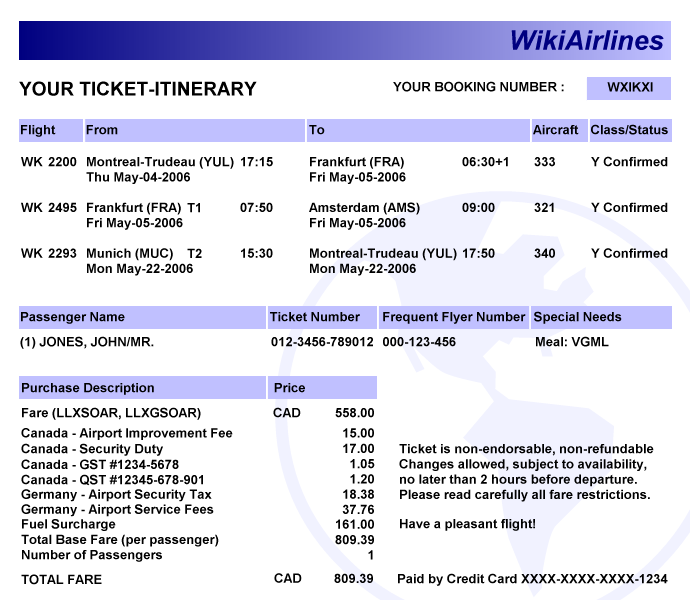 WikiAirlines
YOUR TICKET-ITINERARY YOUR BOOKING NUMBER : WXIKXI
Flight From To Aircraft Class/Status
WK 2200 Montreal-Trudeau (YUL) 17:15 Frankfurt (FRA) 06:30+1 333 Y Confirmed
Thu May-04-2006 Fri May-05-2006
WK 2495 Frankfurt (FRA) T1 07:50 Amsterdam (AMS) 09:00 321 Y Confirmed
Fri May-05-2006 Fri May-05-2006
WK 2293 Munich (MUC) T2 15:30 Montreal-Trudeau (YUL) 17:50 340 Y Confirmed
Mon May-22-2006 Mon May-22-2006
Passenger Name Ticket Number Frequent Flyer Number Special Needs
(1) JONES, JOHN/MR. 012-3456-789012 000-123-456 Meal: VGML
Purchase Description Price
Fare (LLXSOAR, LLXGSOAR) CAD 558.00
Canada - Airport Improvement Fee 15.00
Canada - Security Duty 17.00 Ticket is non-endorsable, non-refundable
Canada - GST #1234-5678 1.05 Changes allowed, subject to availability,
Canada - QST #12345-678-901 1.20 no later than 2 hours before departure.
Germany - Airport Security Tax 18.38 Please read carefully all fare restrictions.
Germany - Airport Service Fees 37.76
Fuel Surcharge 161.00 Have a pleasant flight!
Total Base Fare (per passenger) 809.39
Number of Passengers 1
TOTAL FARE CAD 809.39 Paid by Credit Card XXXX-XXXX-XXXX-1234